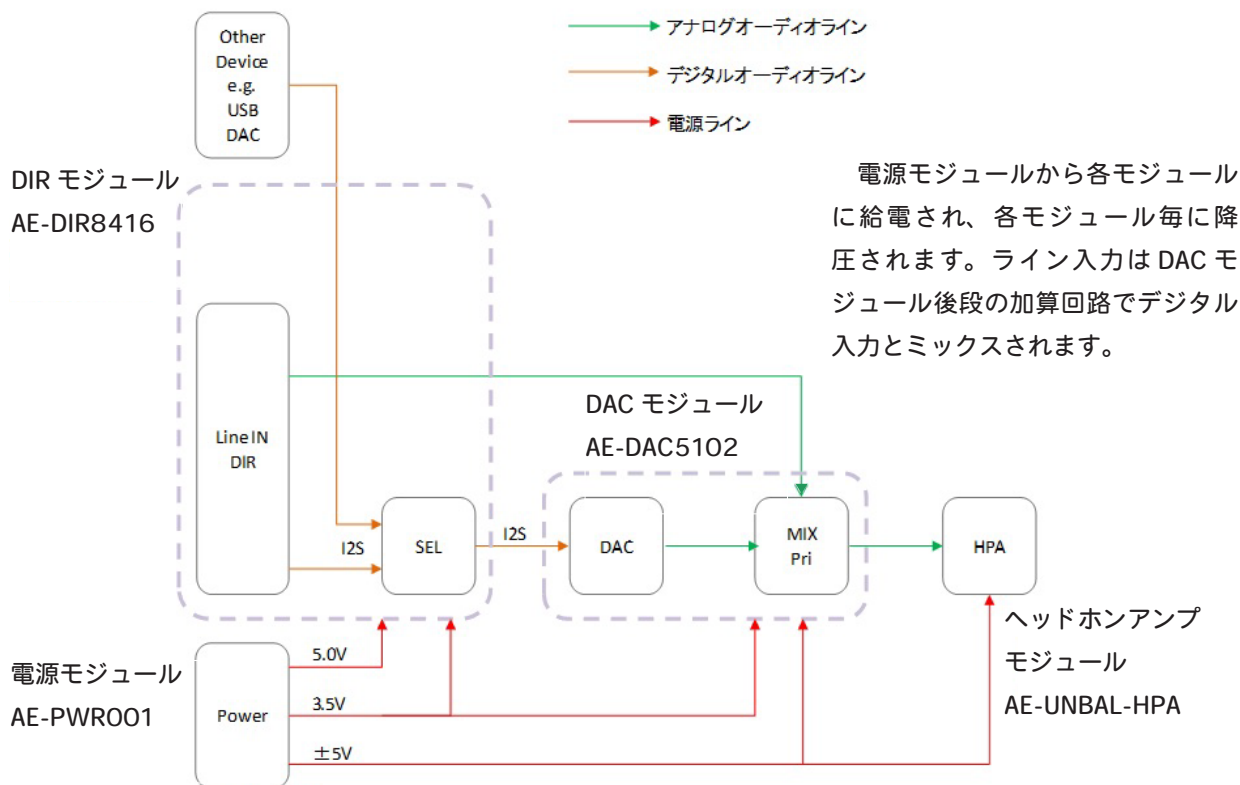 Other
Device
e.g.
USB
DAC
アナログオーディオライン
デジタルオーディオライン
電源ライン
DIR モジュール
AE-DIR8416
電源モジュールから各モジュール
に給電され、各モジュール毎に降
圧されます。ライン入力は DAC モ
ジュール後段の加算回路でデジタル
入力とミックスされます。
LineIN
DIR
I2S
SEL
I2S
DAC モジュール
AE-DAC5102
DAC
MIX
Pri
HPA
ヘッドホンアンプ
モジュール
AE-UNBAL-HPA
電源モジュール
AE-PWR001
Power
5.0V
3.5V
±5V